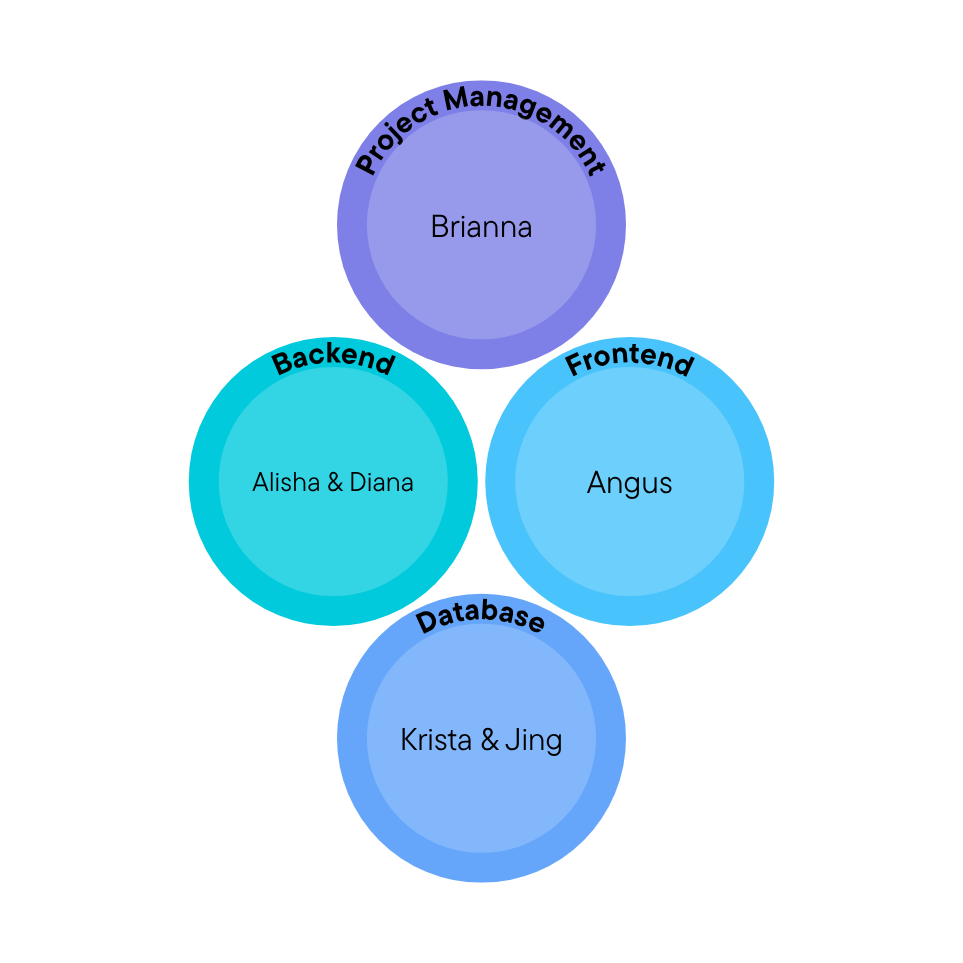 Project Management
Brianna
Backend
Alisha & Diana
Frontend
Angus
Database
Krista & Jing